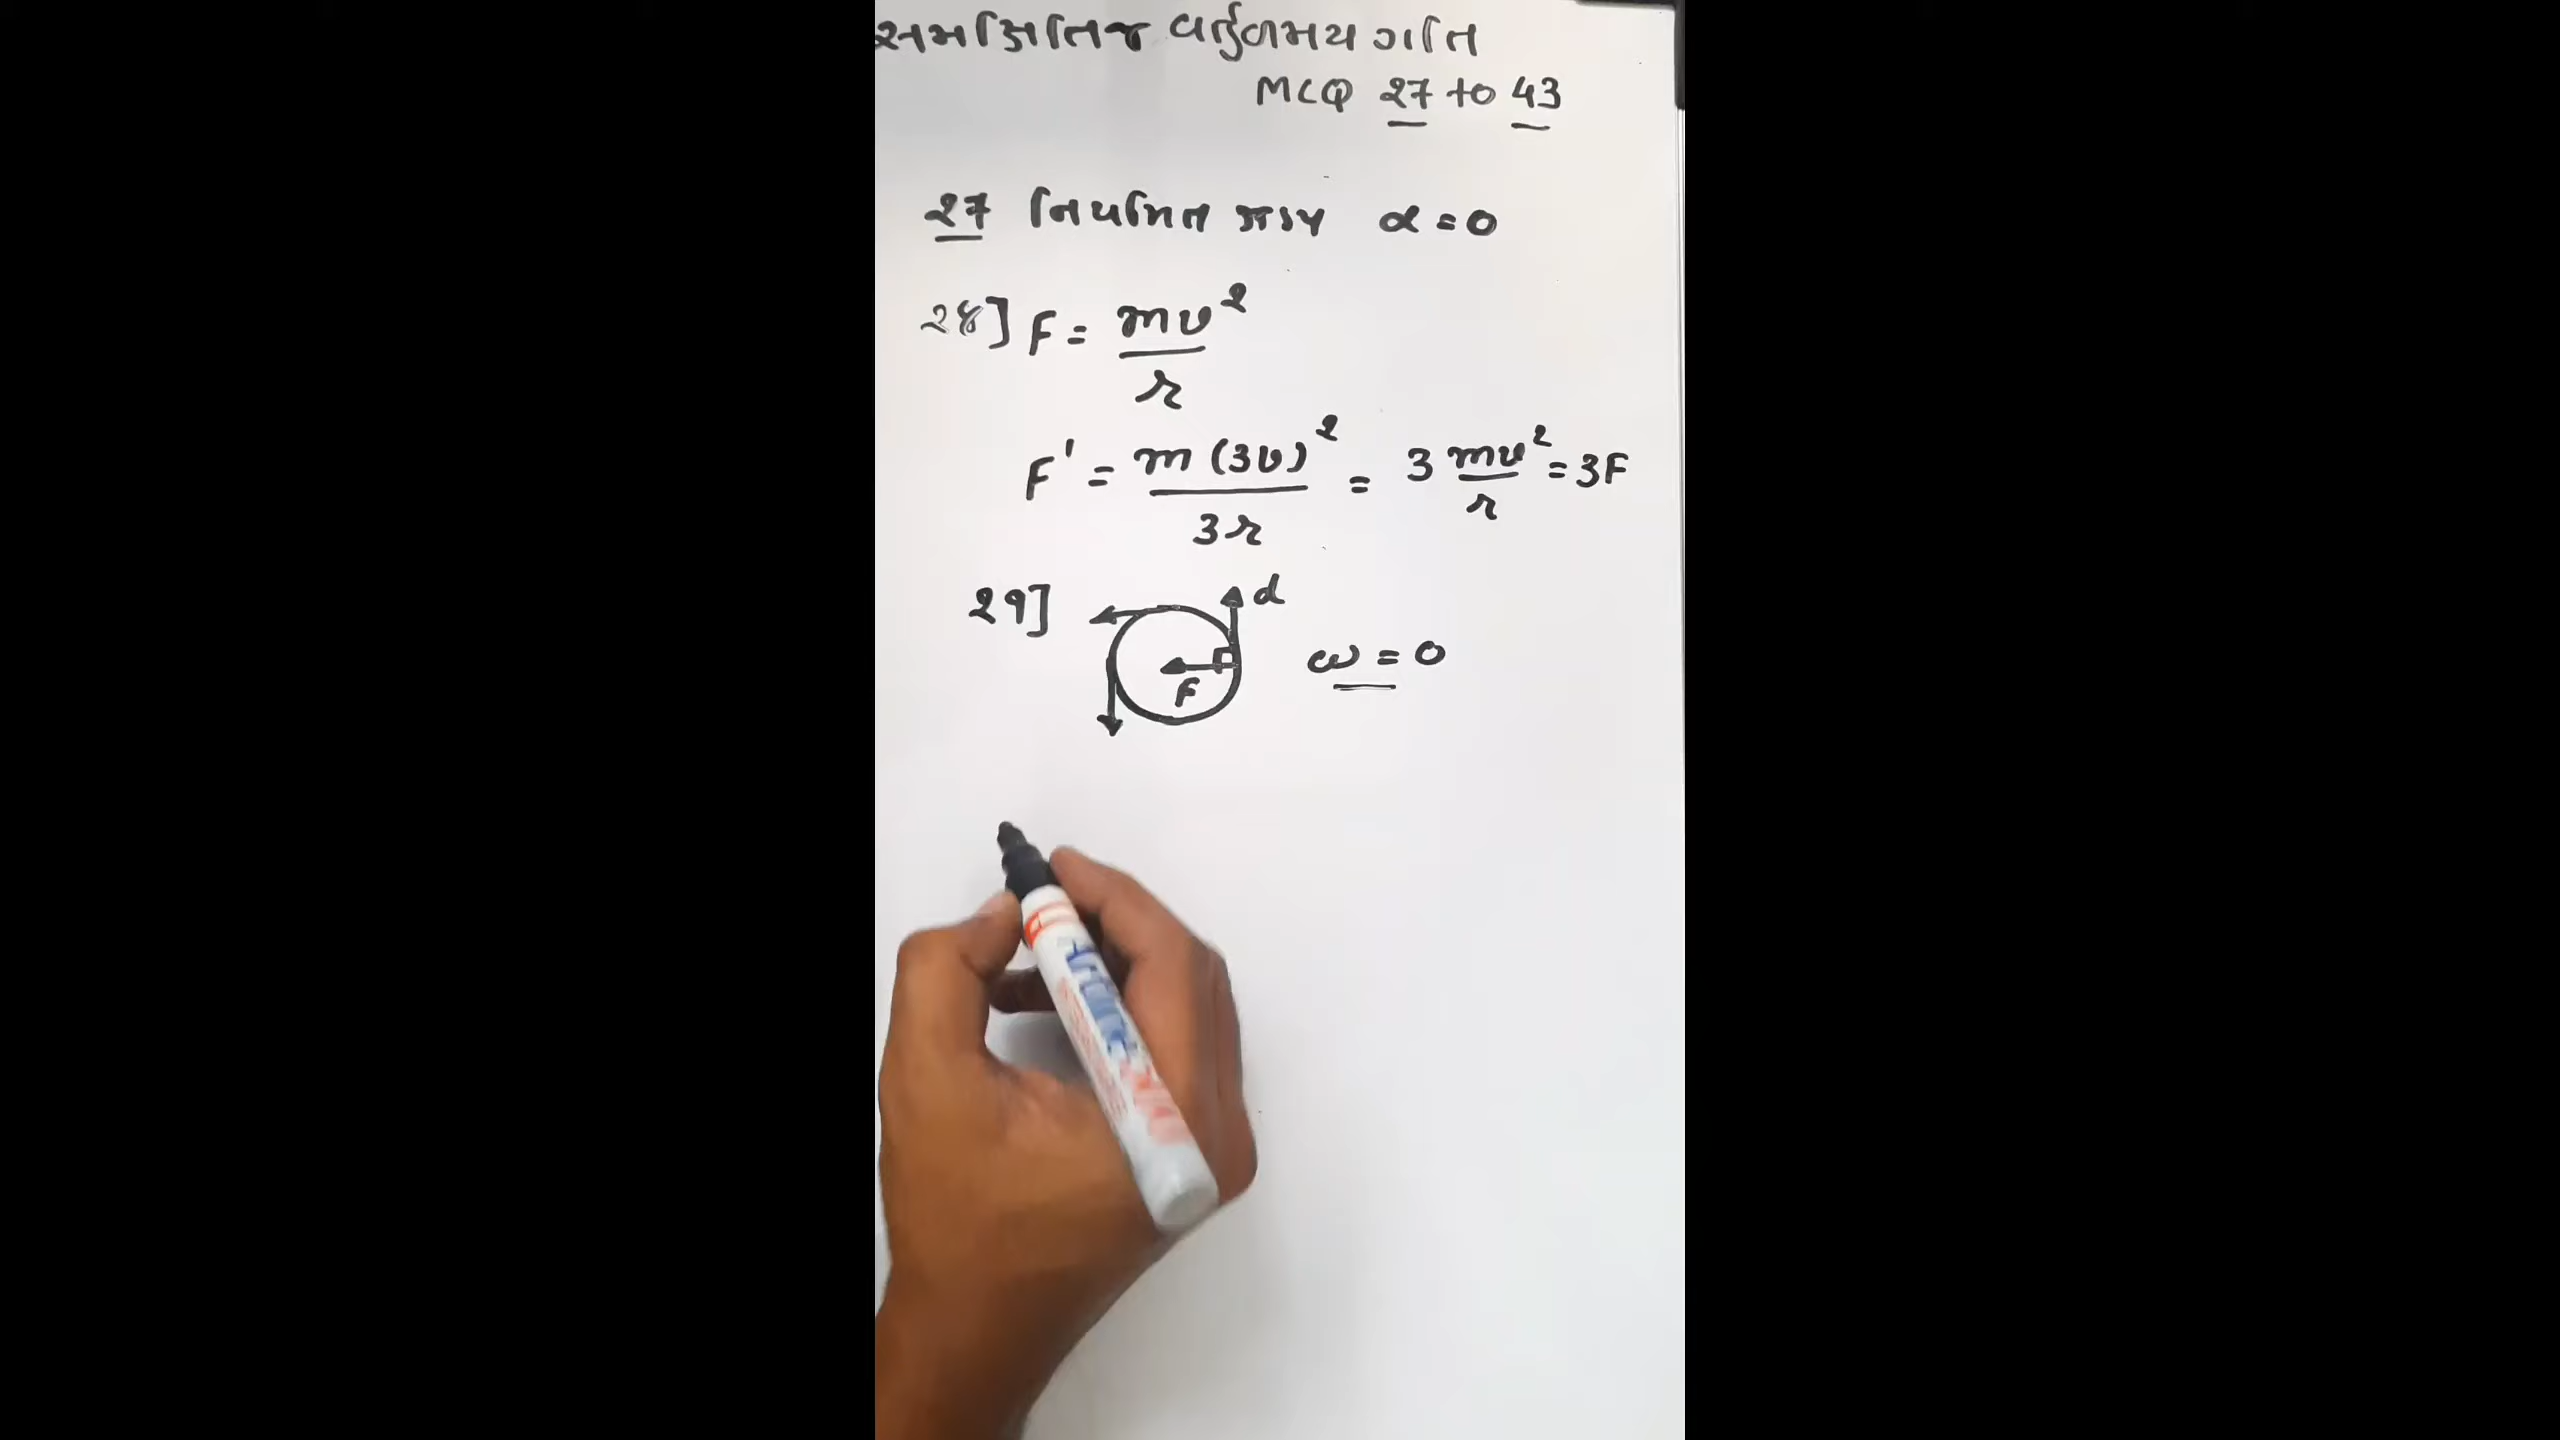 સમક્ષિતિજ વર્તુળમય ગતિ
MCQ 27 to 43
27 નિયમિત ઝડપ α = 0
28] F = mv²/r
F' = m(3v)²/3r = 3 mv²/r = 3F
29] d
F
ω = 0